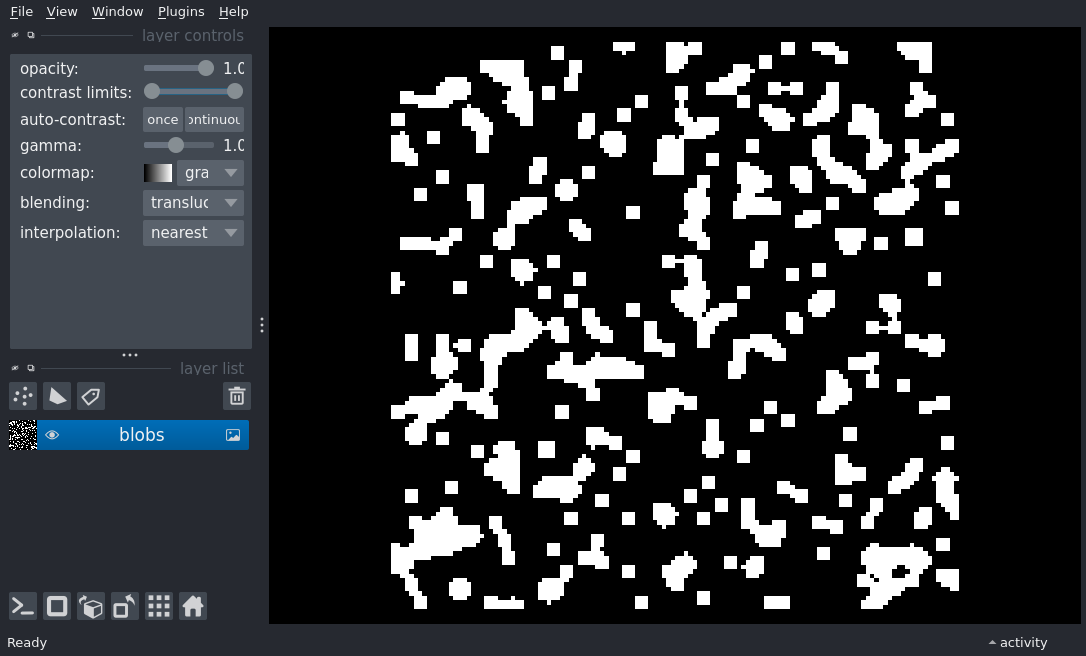 File View Window Plugins Help
layer controls
opacity: 1.0
contrast limits:
auto-contrast: once ontinuou
gamma: 1.0
colormap: gra
blending: transluc
interpolation: nearest
layer list
blobs
Ready activity